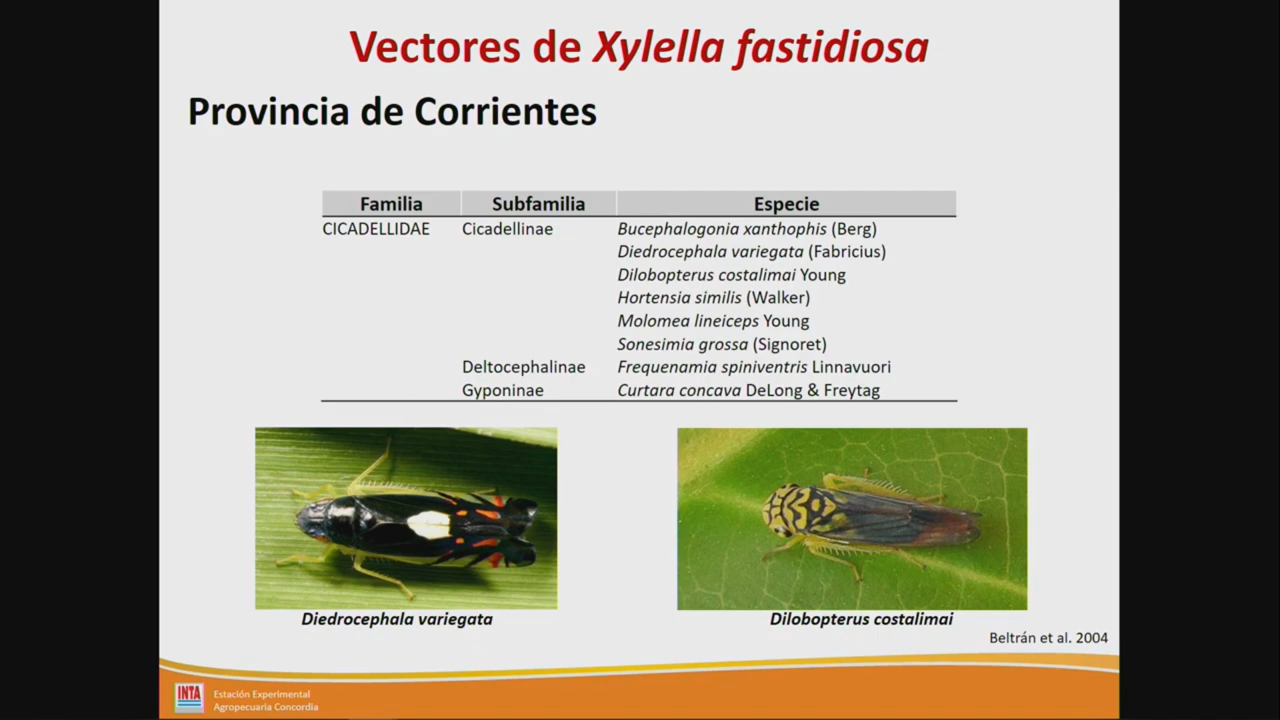 Vectores de Xylella fastidiosa
Provincia de Corrientes
Familia Subfamilia Especie
CICADELLIDAE Cicadellinae Bucephalogonia xanthophis (Berg)
Diedrocephala variegata (Fabricius)
Dilobopterus costalimai Young
Hortensia similis (Walker)
Molomea lineiceps Young
Sonesimia grossa (Signoret)
Deltocephalinae Frequenamia spiniventris Linnavuori
Gyponinae Curtara concava DeLong & Freytag
Diedrocephala variegata
Dilobopterus costalimai
Beltrán et al. 2004
INTA
Estación Experimental
Agropecuaria Concordia